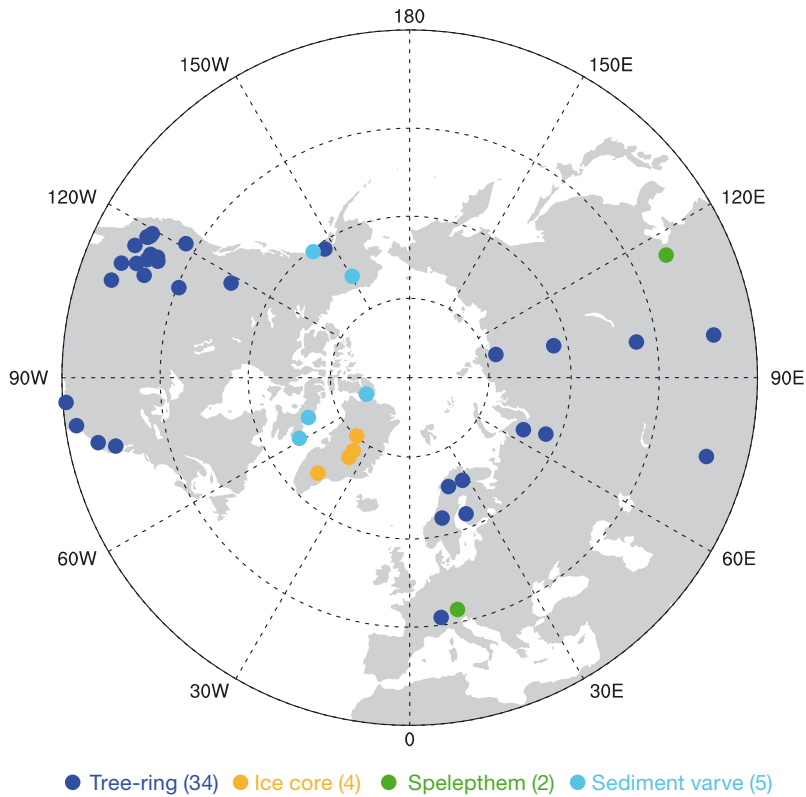 180
150W
150E
120W
120E
90W
90E
60W
60E
30W
30E
0
Tree-ring (34) Ice core (4) Spelepthem (2) Sediment varve (5)